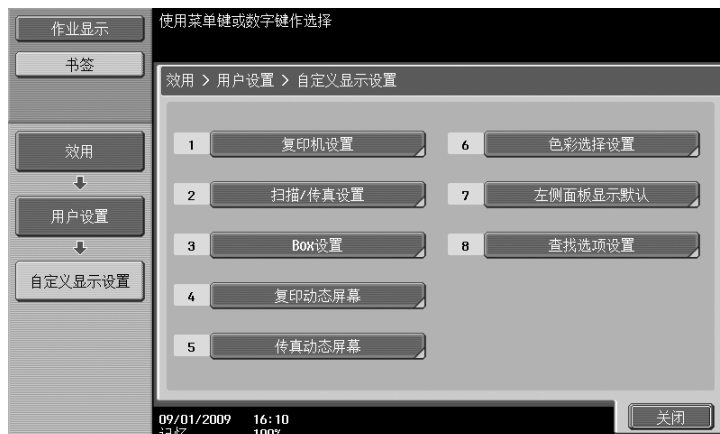 作业显示
书签
使用菜单键或数字键作选择
效用 > 用户设置 > 自定义显示设置
效用
用户设置
自定义显示设置
1 复印机设置
2 扫描/传真设置
3 Box设置
4 复印动态屏幕
5 传真动态屏幕
6 色彩选择设置
7 左侧面板显示默认
8 查找选项设置
09/01/2009 16:10
记忆 100%
关闭